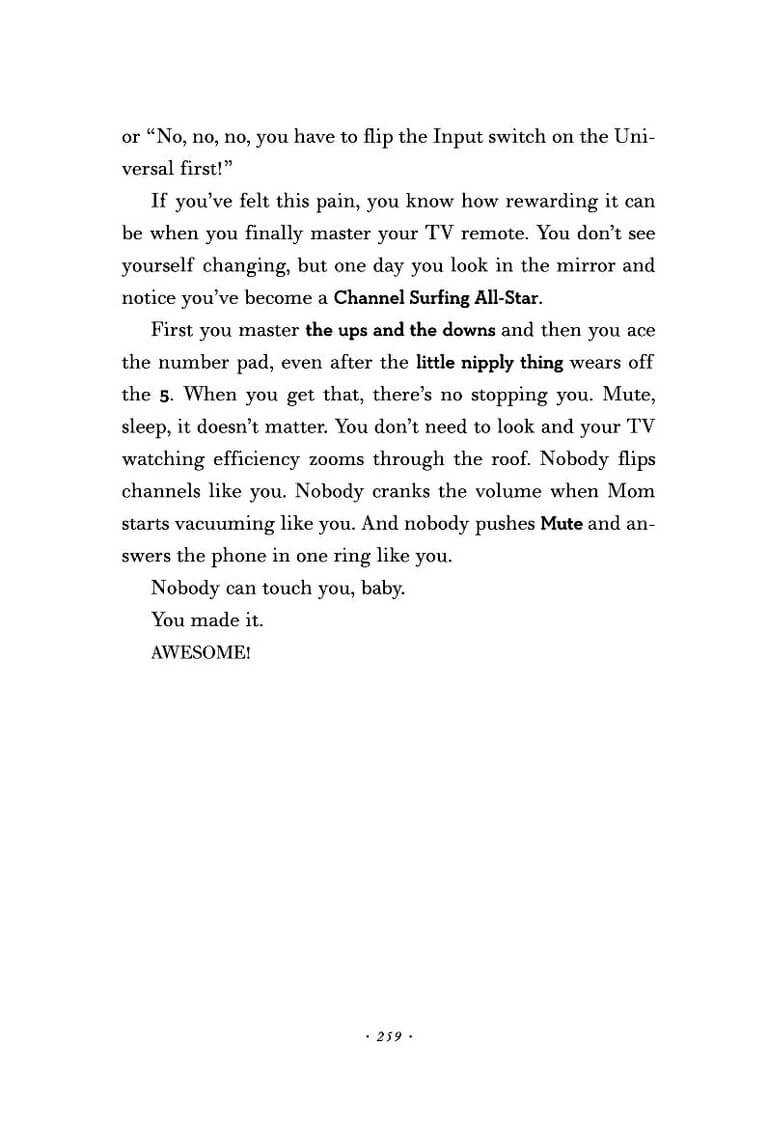 or “No, no, no, you have to flip the Input switch on the Uni-
versal first!”
If you’ve felt this pain, you know how rewarding it can
be when you finally master your TV remote. You don’t see
yourself changing, but one day you look in the mirror and
notice you’ve become a Channel Surfing All-Star.
First you master the ups and the downs and then you ace
the number pad, even after the little nipply thing wears off
the 5. When you get that, there’s no stopping you. Mute,
sleep, it doesn’t matter. You don’t need to look and your TV
watching efficiency zooms through the roof. Nobody flips
channels like you. Nobody cranks the volume when Mom
starts vacuuming like you. And nobody pushes Mute and an-
swers the phone in one ring like you.
Nobody can touch you, baby.
You made it.
AWESOME!
· 259 ·